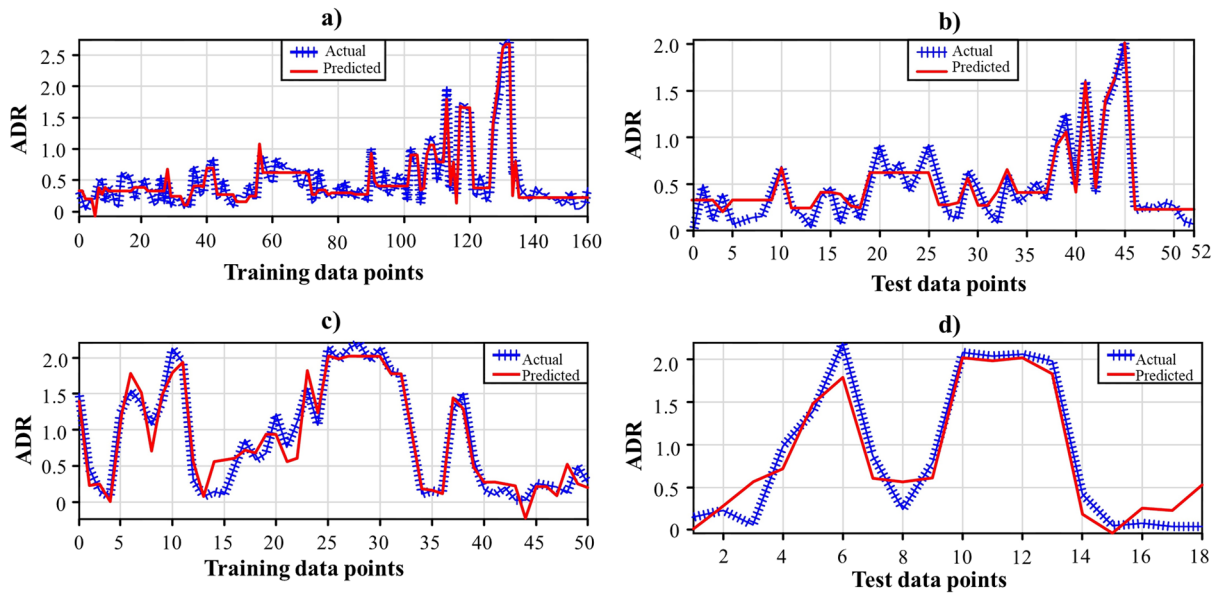 a)
ADR
2.5
2.0
1.5
1.0
0.5
0
Actual
Predicted
0 20 40 60 80 100 120 140 160
Training data points
b)
ADR
2.0
1.5
1.0
0.5
0
Actual
Predicted
0 5 10 15 20 25 30 35 40 45 50 52
Test data points
c)
ADR
2.0
1.5
1.0
0.5
0
Actual
Predicted
0 5 10 15 20 25 30 35 40 45 50
Training data points
d)
ADR
2.0
1.5
1.0
0.5
0
Actual
Predicted
2 4 6 8 10 12 14 16 18
Test data points